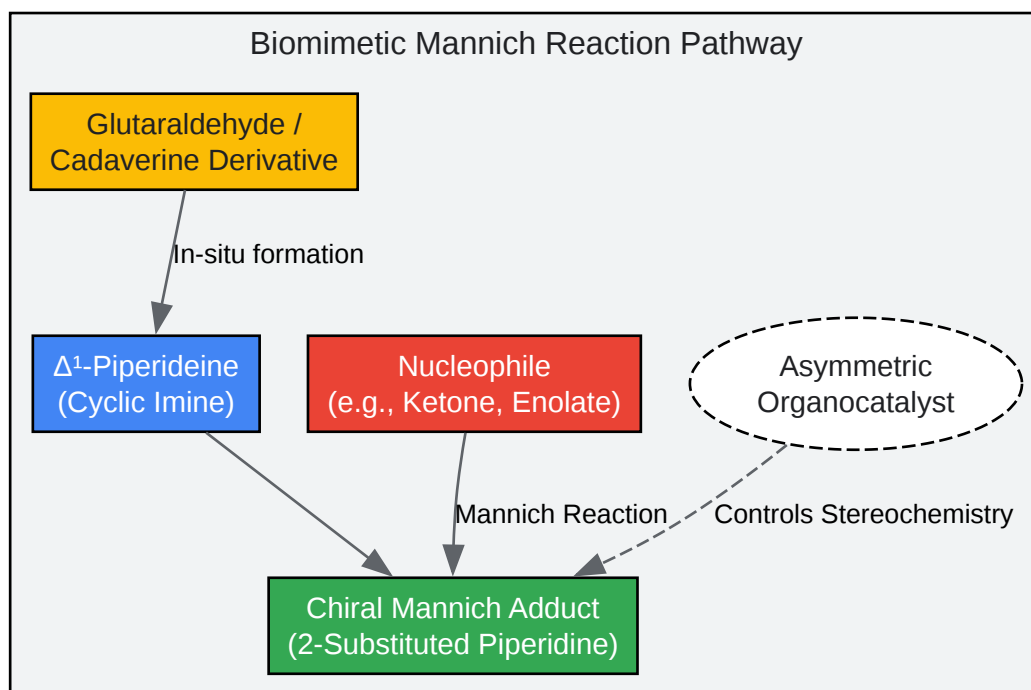 Biomimetic Mannich Reaction Pathway
Glutaraldehyde /
Cadaverine Derivative
In-situ formation
Δ¹-Piperideine
(Cyclic Imine)
Nucleophile
(e.g., Ketone, Enolate)
Asymmetric
Organocatalyst
Mannich Reaction
Controls Stereochemistry
Chiral Mannich Adduct
(2-Substituted Piperidine)